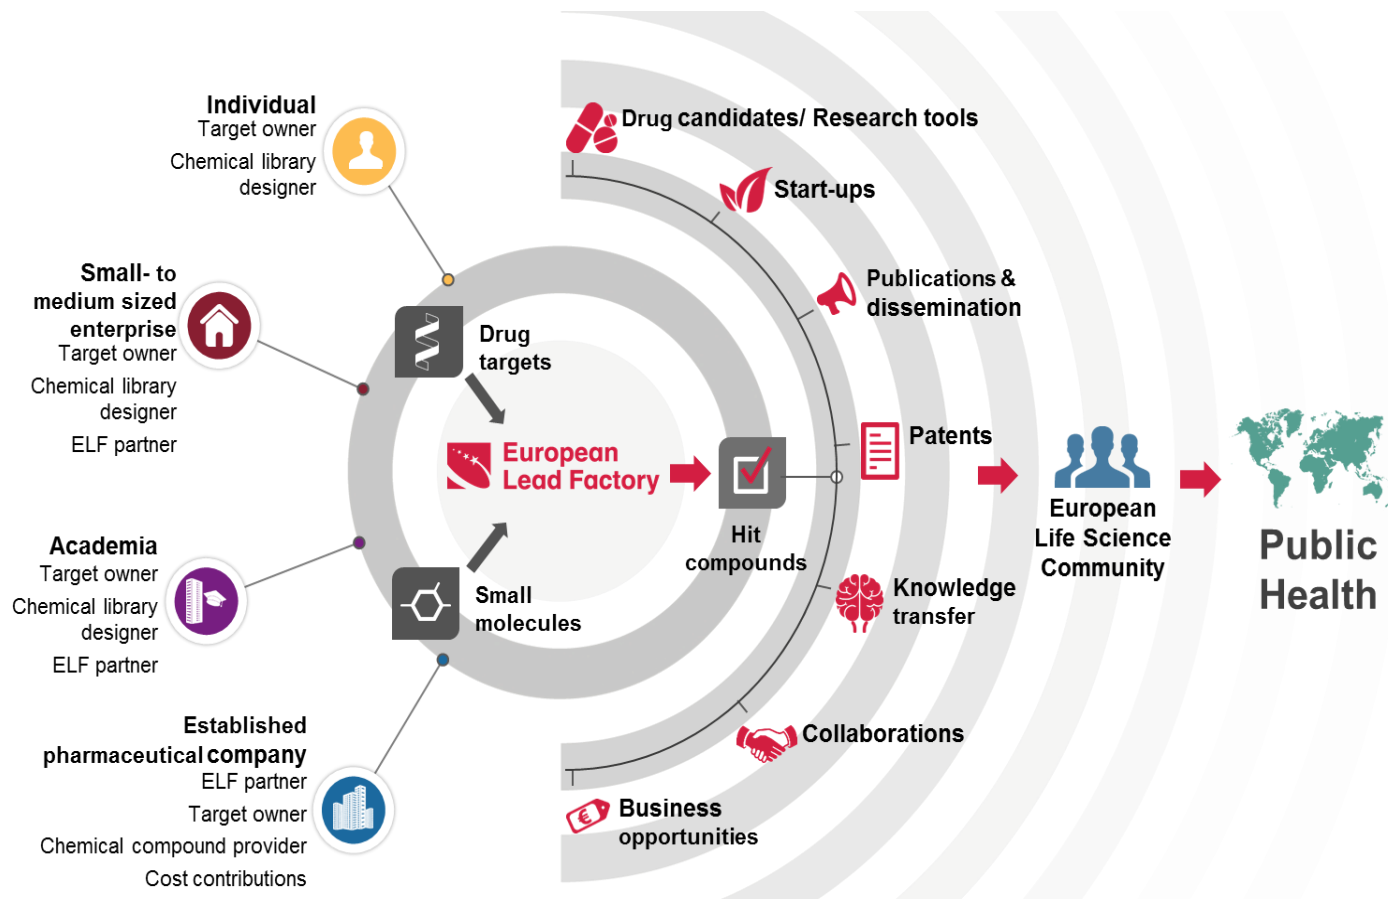 Individual
Target owner
Chemical library
designer
Small- to
medium sized
enterprise
Target owner
Chemical library
designer
ELF partner
Academia
Target owner
Chemical library
designer
ELF partner
Established
pharmaceutical company
ELF partner
Target owner
Chemical compound provider
Cost contributions
Drug
targets
European
Lead Factory
Small
molecules
Hit
compounds
Drug candidates/ Research tools
Start-ups
Publications &
dissemination
Patents
Knowledge
transfer
Collaborations
€
Business
opportunities
European
Life Science
Community
Public
Health